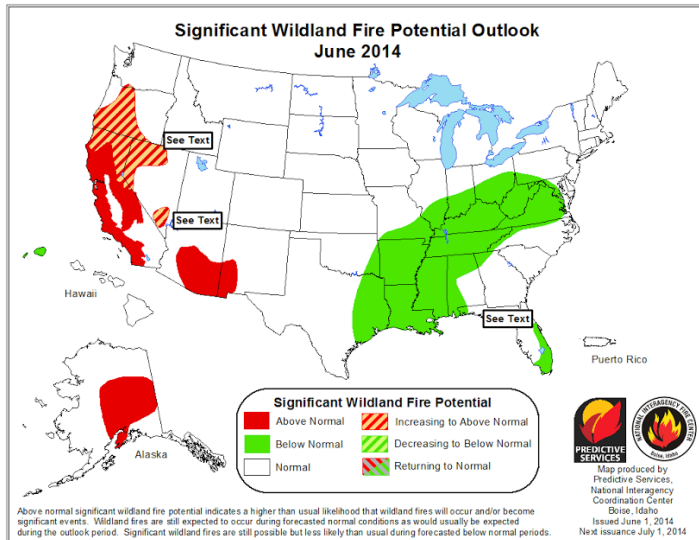 Significant Wildland Fire Potential Outlook
June 2014
See Text
See Text
See Text
Hawaii
Puerto Rico
Alaska
Significant Wildland Fire Potential
Above Normal
Increasing to Above Normal
Below Normal
Decreasing to Below Normal
Normal
Returning to Normal
PREDICTIVE
SERVICES
NATIONAL INTERAGENCY FIRE CENTER
Boise, Idaho
Map produced by
Predictive Services,
National Interagency
Coordination Center
Boise, Idaho
Issued June 1, 2014
Next issuance July 1, 2014
Above normal significant wildland fire potential indicates a higher than usual likelihood that wildland fires will occur and/or become
significant events.  Wildland fires are still expected to occur during forecasted normal conditions as would usually be expected
during the outlook period.  Significant wildland fires are still possible but less likely than usual during forecasted below normal periods.